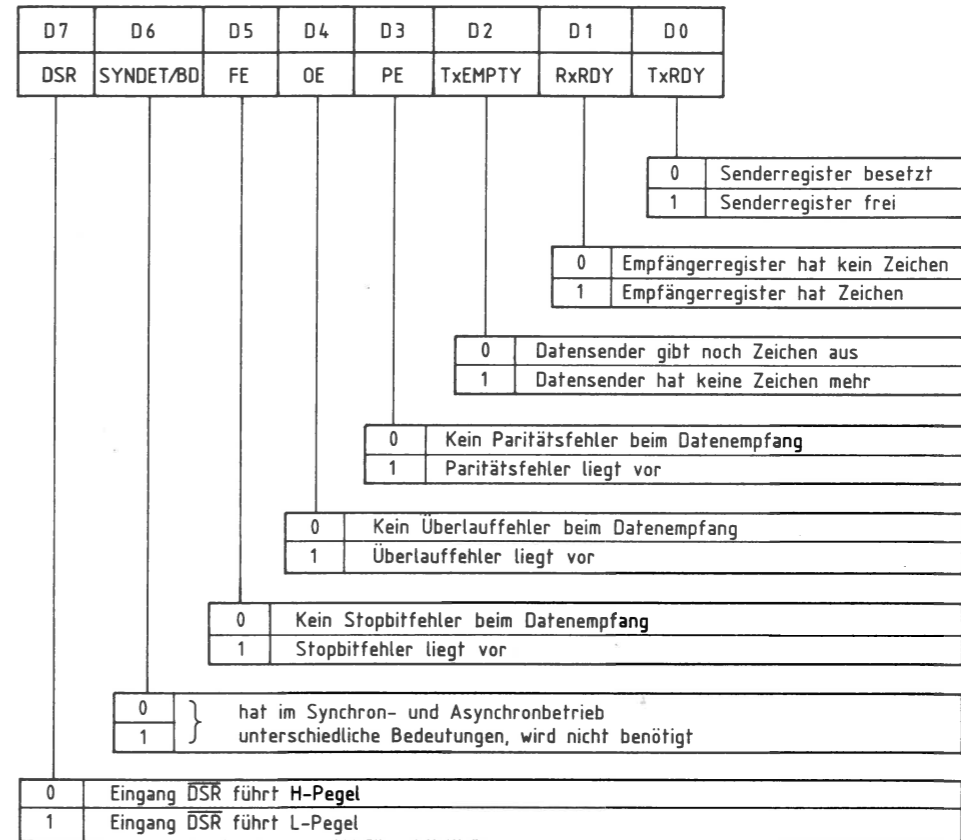 D7 D6 D5 D4 D3 D2 D1 D0
DSR SYNDET/BD FE OE PE TxEMPTY RxRDY TxRDY
0 Senderregister besetzt
1 Senderregister frei
0 Empfängerregister hat kein Zeichen
1 Empfängerregister hat Zeichen
0 Datensender gibt noch Zeichen aus
1 Datensender hat keine Zeichen mehr
0 Kein Paritätsfehler beim Datenempfang
1 Paritätsfehler liegt vor
0 Kein Überlauffehler beim Datenempfang
1 Überlauffehler liegt vor
0 Kein Stopbitfehler beim Datenempfang
1 Stopbitfehler liegt vor
0 hat im Synchron- und Asynchronbetrieb
1 unterschiedliche Bedeutungen, wird nicht benötigt
0 Eingang D̅S̅R̅ führt H-Pegel
1 Eingang D̅S̅R̅ führt L-Pegel